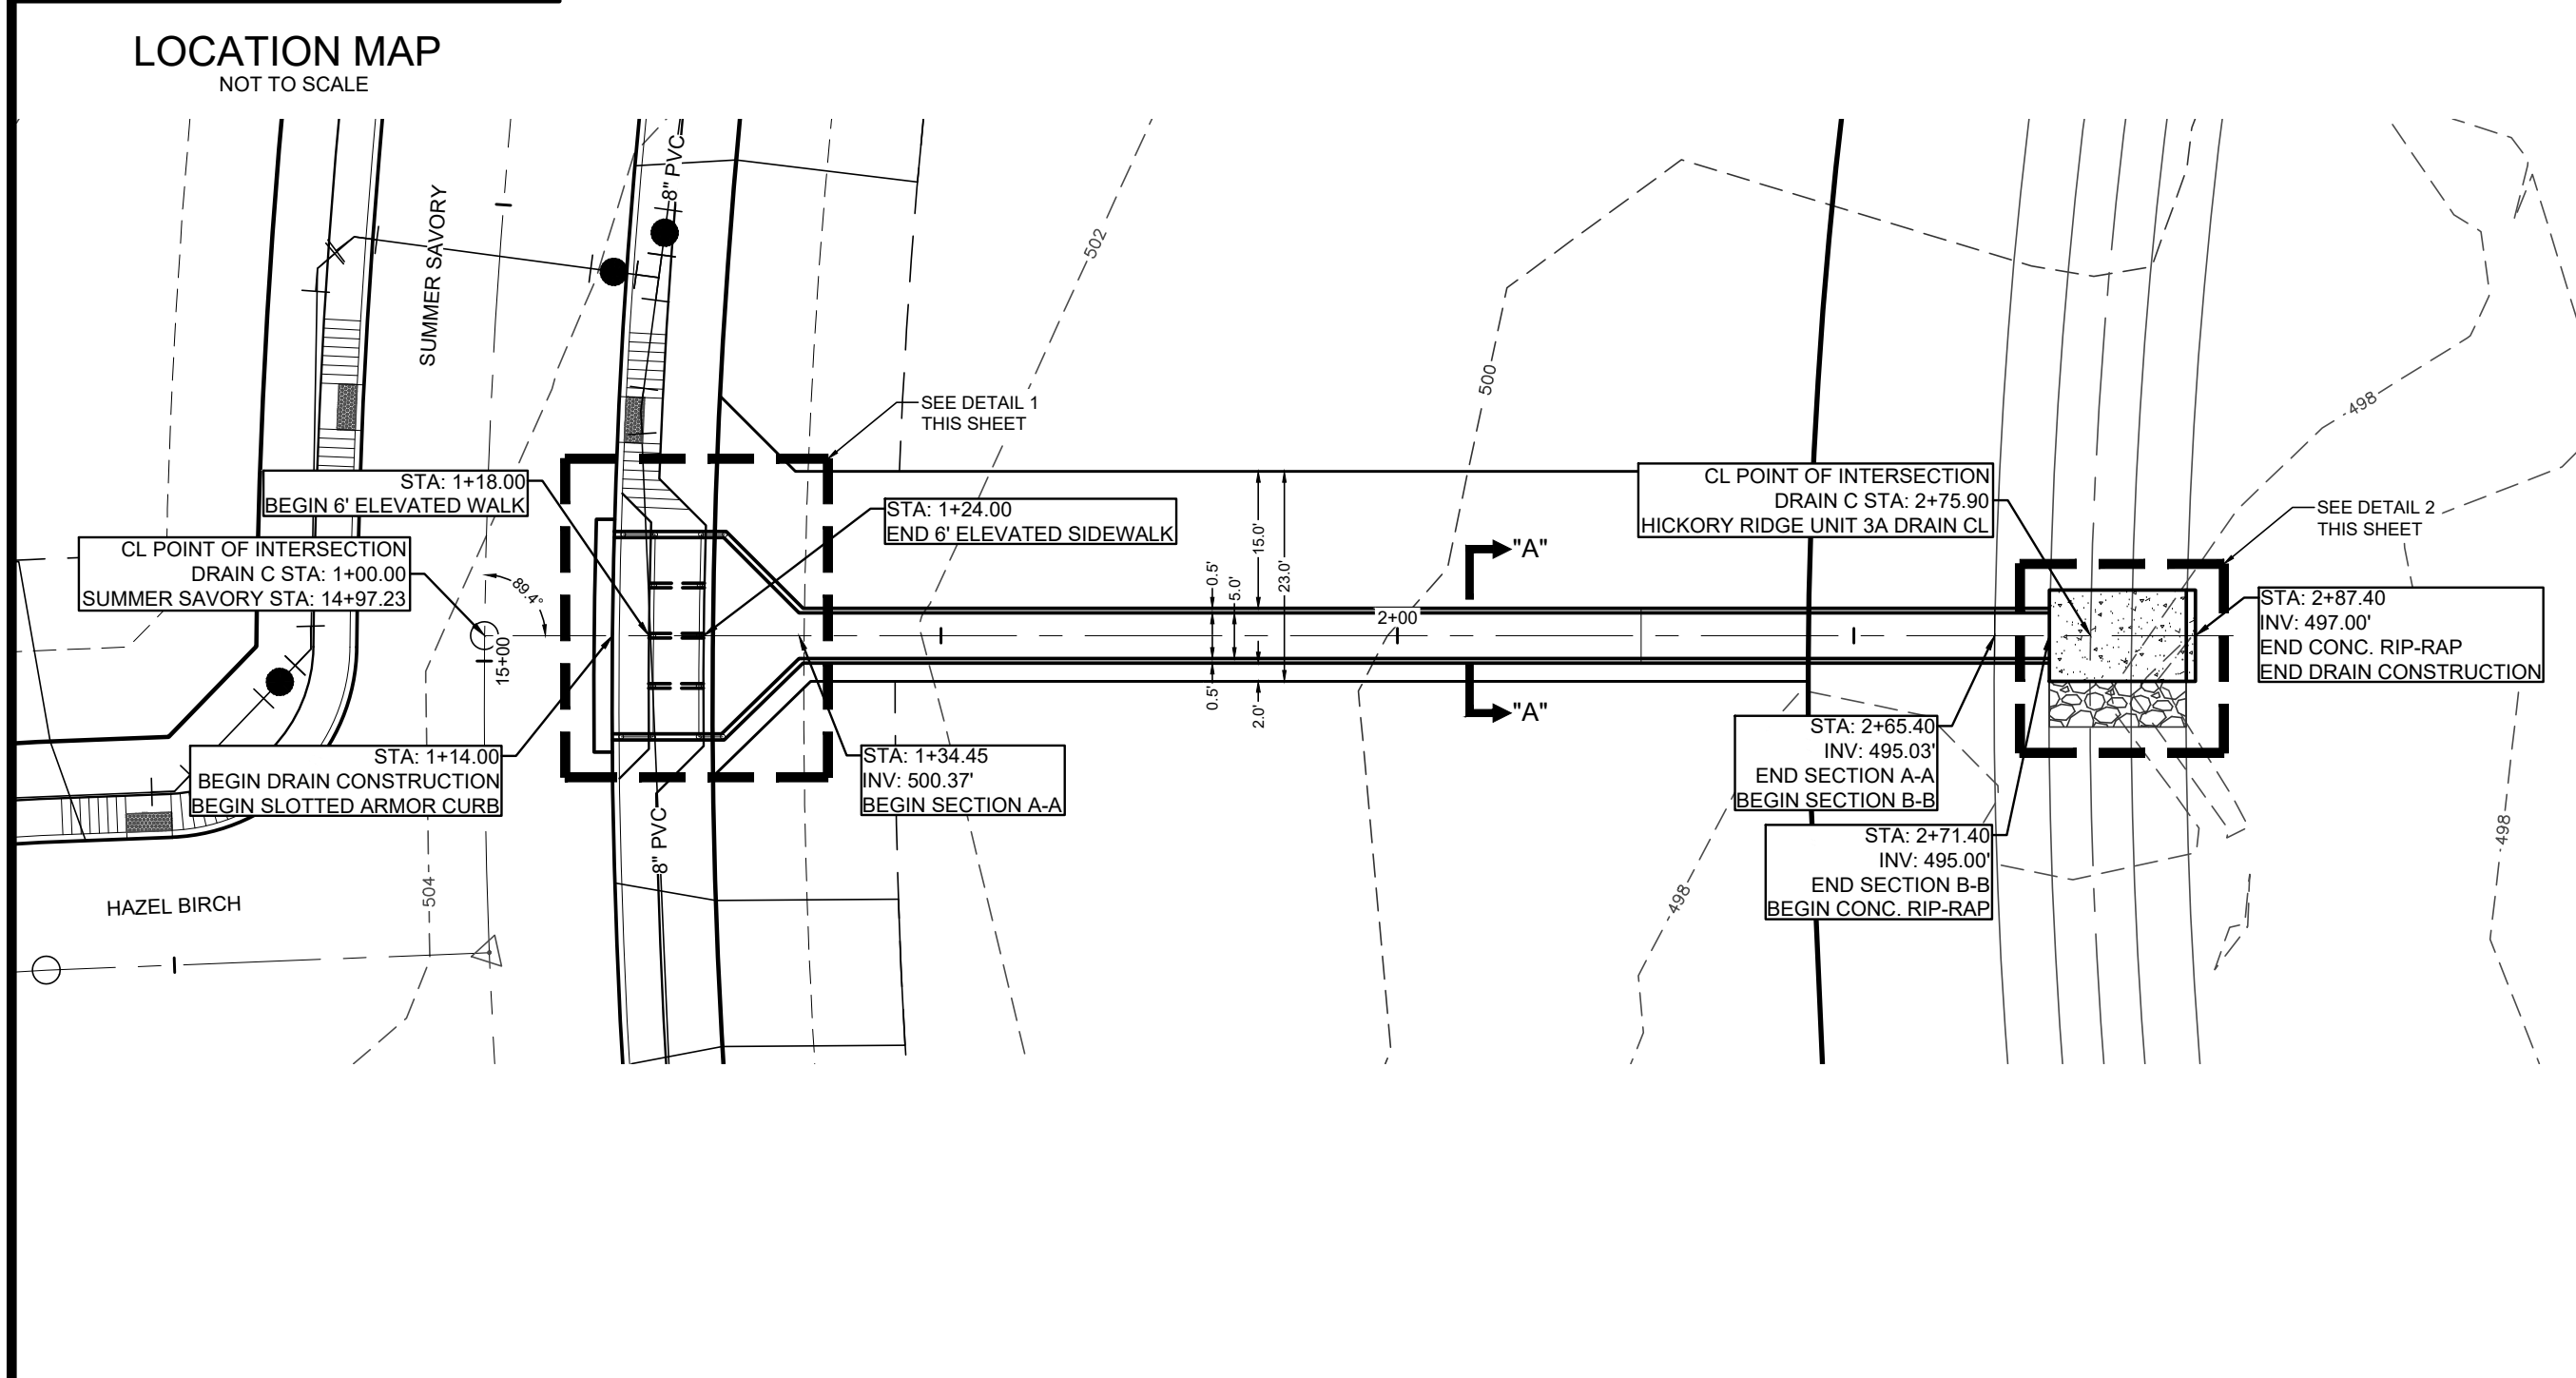 LOCATION MAP
NOT TO SCALE
SUMMER SAVORY
8" PVC
502
500
498
SEE DETAIL 1
THIS SHEET
STA: 1+18.00
BEGIN 6' ELEVATED WALK
STA: 1+24.00
END 6' ELEVATED SIDEWALK
CL POINT OF INTERSECTION
DRAIN C STA: 2+75.90
HICKORY RIDGE UNIT 3A DRAIN CL
SEE DETAIL 2
THIS SHEET
CL POINT OF INTERSECTION
DRAIN C STA: 1+00.00
SUMMER SAVORY STA: 14+97.23
89.4°
15+00
0.5'
5.0'
15.0'
23.0'
0.5'
2.0'
2+00
"A"
"A"
STA: 2+87.40
INV: 497.00'
END CONC. RIP-RAP
END DRAIN CONSTRUCTION
STA: 1+14.00
BEGIN DRAIN CONSTRUCTION
BEGIN SLOTTED ARMOR CURB
STA: 1+34.45
INV: 500.37'
BEGIN SECTION A-A
STA: 2+65.40
INV: 495.03'
END SECTION A-A
BEGIN SECTION B-B
STA: 2+71.40
INV: 495.00'
END SECTION B-B
BEGIN CONC. RIP-RAP
8" PVC
504
498
498
HAZEL BIRCH